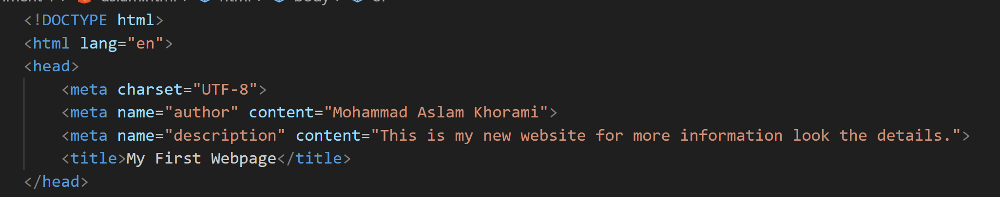 html body
<!DOCTYPE html>
<html lang="en">
<head>
<meta charset="UTF-8">
<meta name="author" content="Mohammad Aslam Khorami">
<meta name="description" content="This is my new website for more information look the details.">
<title>My First Webpage</title>
</head>